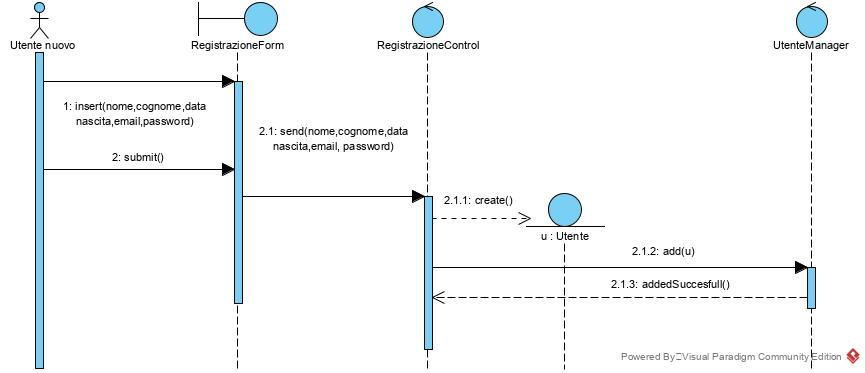 Utente nuovo
RegistrazioneForm
RegistrazioneControl
UtenteManager
1: insert(nome,cognome,data
nascita,email,password)
2.1: send(nome,cognome,data
nascita,email, password)
2: submit()
2.1.1: create()
u : Utente
2.1.2: add(u)
2.1.3: addedSuccesfull()
Powered By Visual Paradigm Community Edition